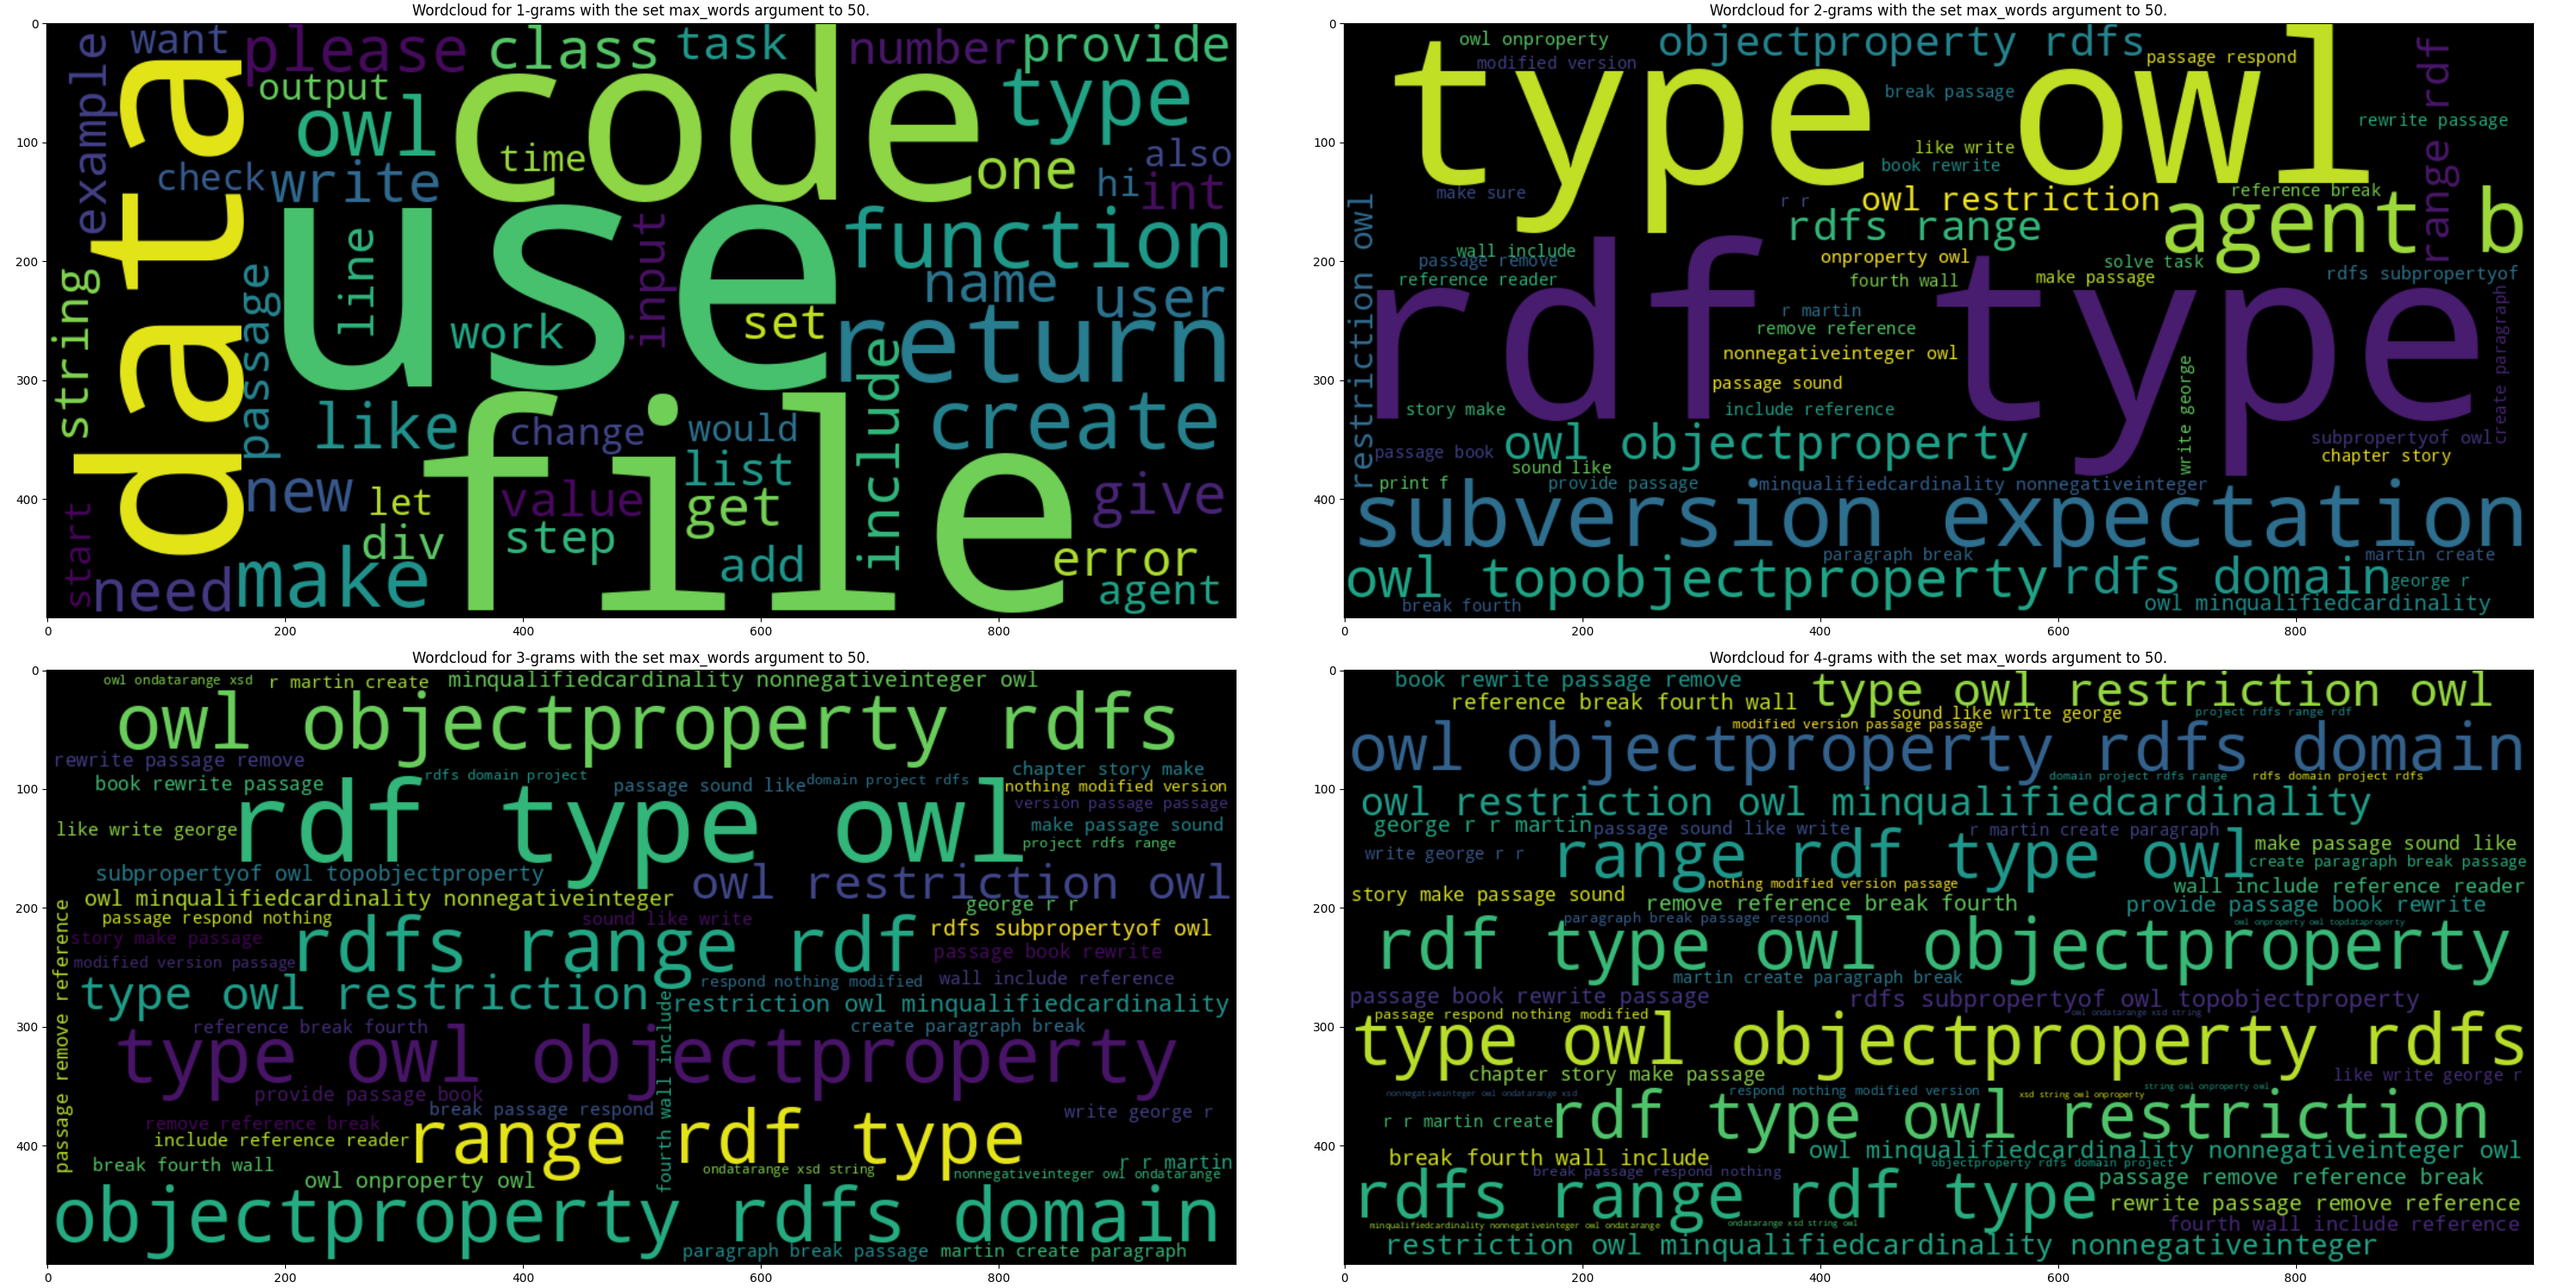 Wordcloud for 1-grams with the set max_words argument to 50.
want
please
class
task
number
provide
example
data
output
owl
code
type
time
one
also
check
write
hi
int
use
function
line
input
name
user
string
passage
work
set
return
like
change
would
include
create
list
new
let
value
get
give
div
step
start
need
make
file
add
error
agent
0
100
200
300
400
0
200
400
600
800
Wordcloud for 2-grams with the set max_words argument to 50.
owl onproperty
objectproperty rdfs
modified version
passage respond
type owl
break passage
range rdf
rewrite passage
like write
book rewrite
make sure
r r
owl restriction
reference break
rdfs range
agent b
restriction owl
wall include
passage remove
onproperty owl
solve task
reference reader
fourth wall
make passage
rdfs subpropertyof
rdf type
r martin
remove reference
nonnegativeinteger owl
passage sound
story make
include reference
write george
create paragraph
passage book
owl objectproperty
subpropertyof owl
chapter story
sound like
print f
provide passage
minqualifiedcardinality nonnegativeinteger
subversion expectation
paragraph break
martin create
owl topobjectproperty
rdfs domain
george r
break fourth
owl minqualifiedcardinality
0
100
200
300
400
0
200
400
600
800
Wordcloud for 3-grams with the set max_words argument to 50.
owl ondatarange xsd
r martin create
minqualifiedcardinality nonnegativeinteger owl
owl objectproperty rdfs
rewrite passage remove
book rewrite passage
rdfs domain project
passage sound like
domain project rdfs
chapter story make
nothing modified version
version passage passage
like write george
rdf type owl
make passage sound
project rdfs range
subpropertyof owl topobjectproperty
owl restriction owl
owl minqualifiedcardinality nonnegativeinteger
george r r
passage respond nothing
sound like write
rdfs subpropertyof owl
story make passage
rdfs range rdf
passage book rewrite
modified version passage
respond nothing modified
wall include reference
type owl restriction
restriction owl minqualifiedcardinality
reference break fourth
create paragraph break
type owl objectproperty
provide passage book
break passage respond
write george r
remove reference break
include reference reader
range rdf type
passage remove reference
fourth wall include
break fourth wall
ondatarange xsd string
r r martin
nonnegativeinteger owl ondatarange
owl onproperty owl
objectproperty rdfs domain
paragraph break passage
martin create paragraph
0
100
200
300
400
0
200
400
600
800
Wordcloud for 4-grams with the set max_words argument to 50.
book rewrite passage remove
reference break fourth wall
type owl restriction owl
sound like write george
project rdfs range rdf
modified version passage passage
owl objectproperty rdfs domain
domain project rdfs range
rdfs domain project rdfs
owl restriction owl minqualifiedcardinality
george r r martin
passage sound like write
r martin create paragraph
write george r r
range rdf type owl
make passage sound like
create paragraph break passage
story make passage sound
nothing modified version passage
wall include reference reader
remove reference break fourth
provide passage book rewrite
paragraph break passage respond
owl onproperty owl topdataproperty
rdf type owl objectproperty
martin create paragraph break
passage book rewrite passage
rdfs subpropertyof owl topobjectproperty
passage respond nothing modified
owl ondatarange xsd string
type owl objectproperty rdfs
chapter story make passage
like write george r
nonnegativeinteger owl ondatarange xsd
respond nothing modified version
xsd string owl onproperty
string owl onproperty owl
r r martin create
rdf type owl restriction
break fourth wall include
owl minqualifiedcardinality nonnegativeinteger owl
objectproperty rdfs domain project
break passage respond nothing
rdfs range rdf type
passage remove reference break
rewrite passage remove reference
minqualifiedcardinality nonnegativeinteger owl ondatarange
ondatarange xsd string owl
fourth wall include reference
restriction owl minqualifiedcardinality nonnegativeinteger
0
100
200
300
400
0
200
400
600
800